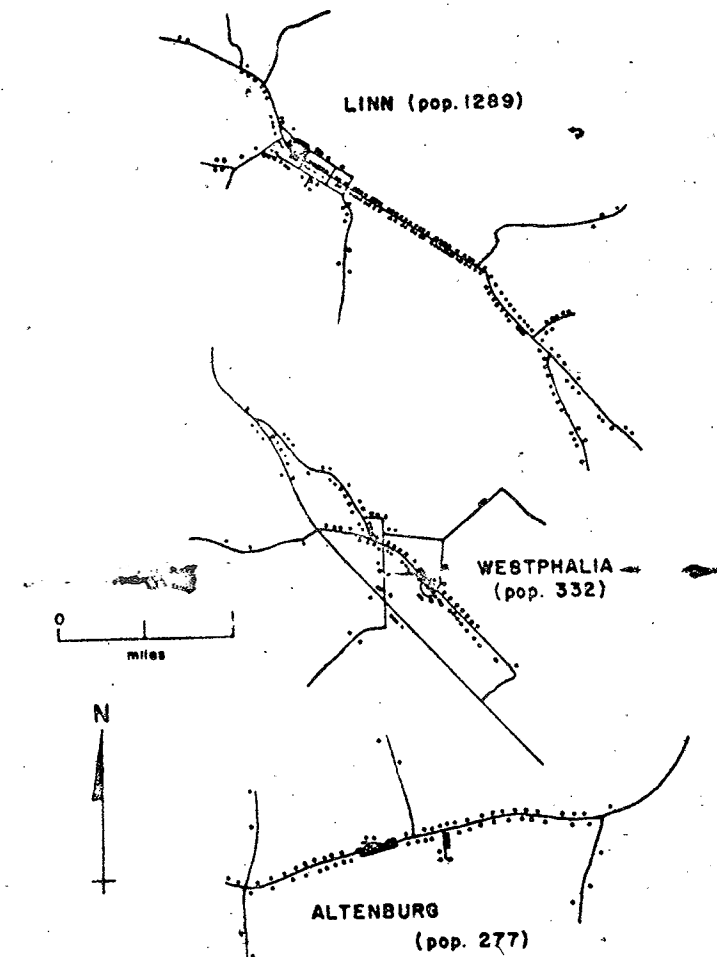 LINN (pop. 1289)
WESTPHALIA
(pop. 332)
0 1
miles
N
ALTENBURG
(pop. 277)